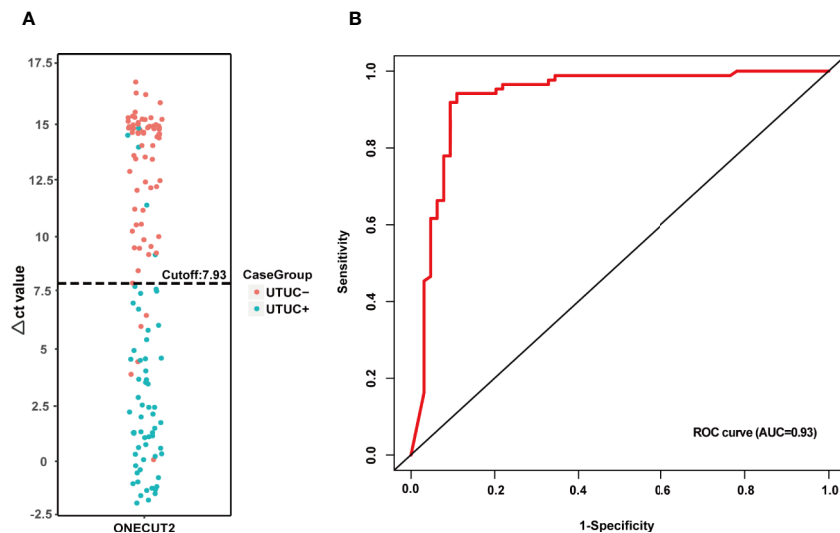 A
17.5
15
12.5
10
7.5
5
2.5
0
-2.5
△ct value
Cutoff:7.93
CaseGroup
UTUC−
UTUC+
ONECUT2
B
1.0
0.8
0.6
0.4
0.2
0.0
Sensitivity
ROC curve (AUC=0.93)
0.0 0.2 0.4 0.6 0.8 1.0
1-Specificity